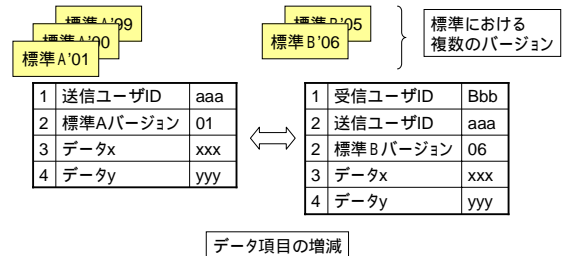 標準A'99
標準A'00
標準A'01
標準B'05
標準B'06
標準における
複数のバージョン
1 送信ユーザID aaa
2 標準Aバージョン 01
3 データx xxx
4 データy yyy
1 受信ユーザID Bbb
2 送信ユーザID aaa
2 標準Bバージョン 06
3 データx xxx
4 データy yyy
データ項目の増減